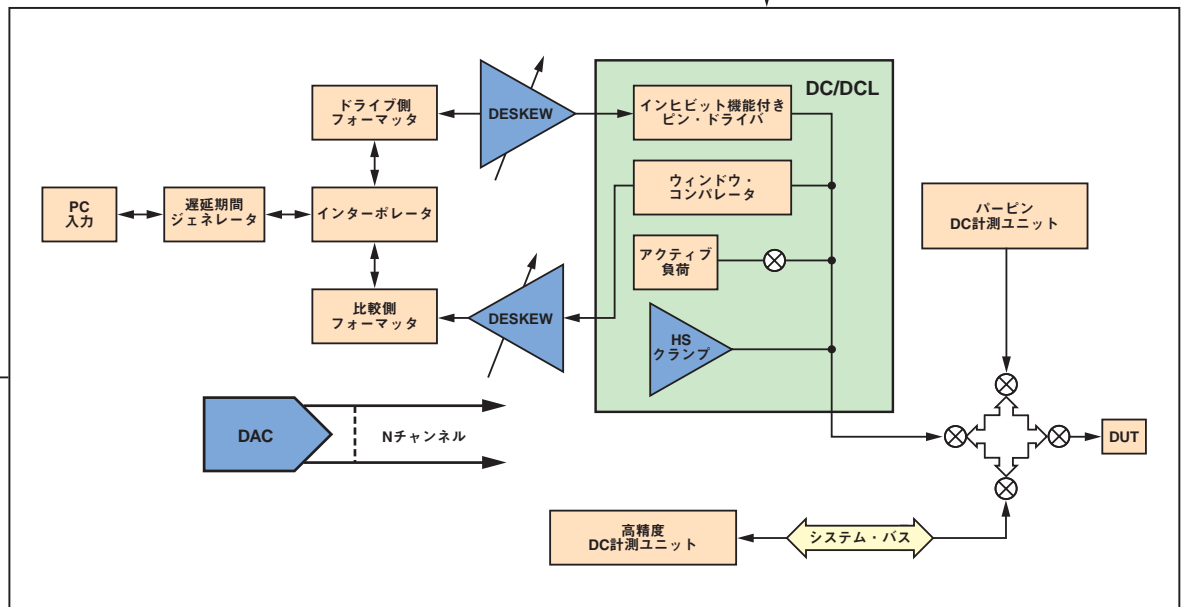 DC/DCL
ドライブ側
フォーマッタ
DESKEW
インヒビット機能付き
ピン・ドライバ
PC
入力
遅延期間
ジェネレータ
インターポレータ
ウィンドウ・
コンパレータ
パーピン
DC計測ユニット
アクティブ
負荷
比較側
フォーマッタ
DESKEW
HS
クランプ
DAC
Nチャンネル
DUT
高精度
DC計測ユニット
システム・バス